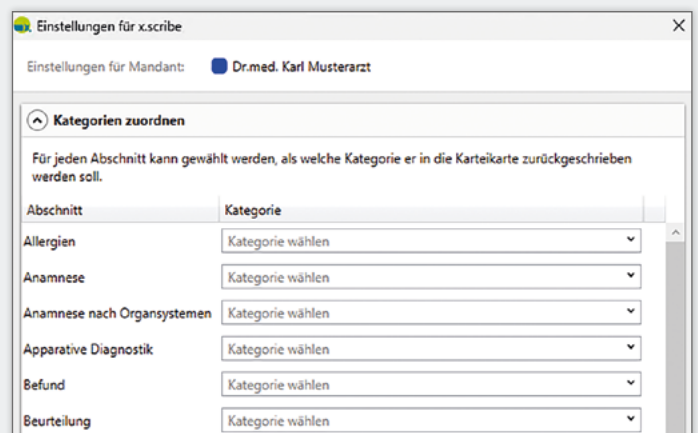 Einstellungen für x.scribe
Einstellungen für Mandant: Dr.med. Karl Musterarzt
Kategorien zuordnen
Für jeden Abschnitt kann gewählt werden, als welche Kategorie er in die Karteikarte zurückgeschrieben
werden soll.
Abschnitt Kategorie
Allergien Kategorie wählen
Anamnese Kategorie wählen
Anamnese nach Organsystemen Kategorie wählen
Apparative Diagnostik Kategorie wählen
Befund Kategorie wählen
Beurteilung Kategorie wählen